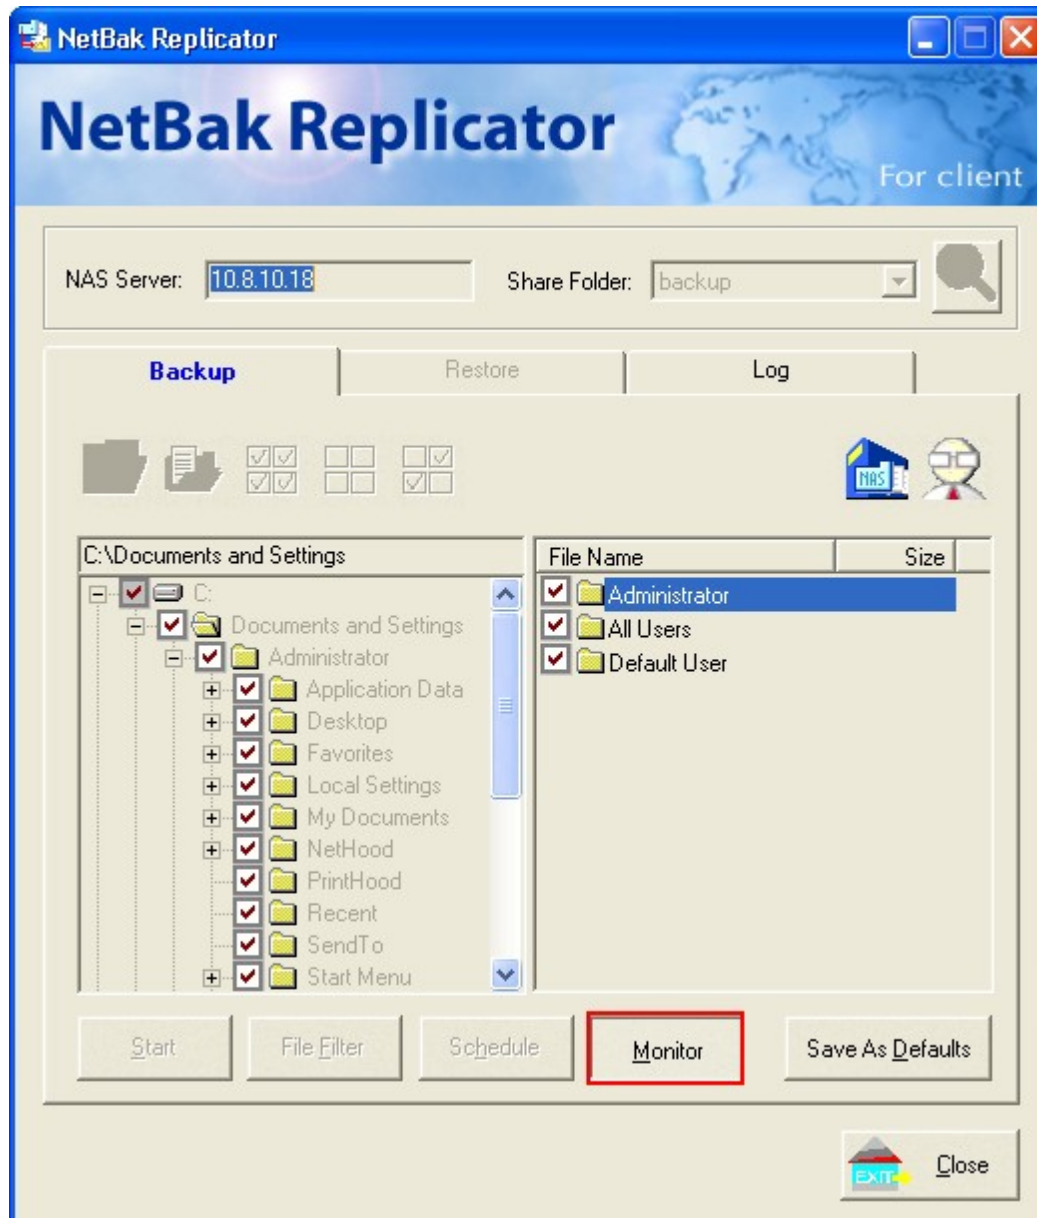 NetBak Replicator
NetBak Replicator
For client
NAS Server: 10.8.10.18 Share Folder: backup
Backup Restore Log
NAS
C:\Documents and Settings
C:
Documents and Settings
Administrator
Application Data
Desktop
Favorites
Local Settings
My Documents
NetHood
PrintHood
Recent
SendTo
Start Menu
File Name Size
Administrator
All Users
Default User
Start File Filter Schedule Monitor Save As Defaults
EXIT Close